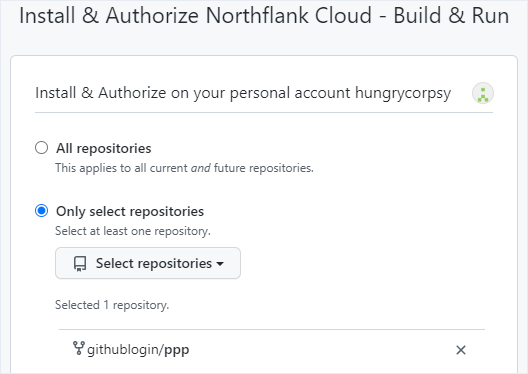 Install & Authorize Northflank Cloud - Build & Run
Install & Authorize on your personal account hungrycorpsy
All repositories
This applies to all current and future repositories.
Only select repositories
Select at least one repository.
Select repositories
Selected 1 repository.
githublogin/ppp